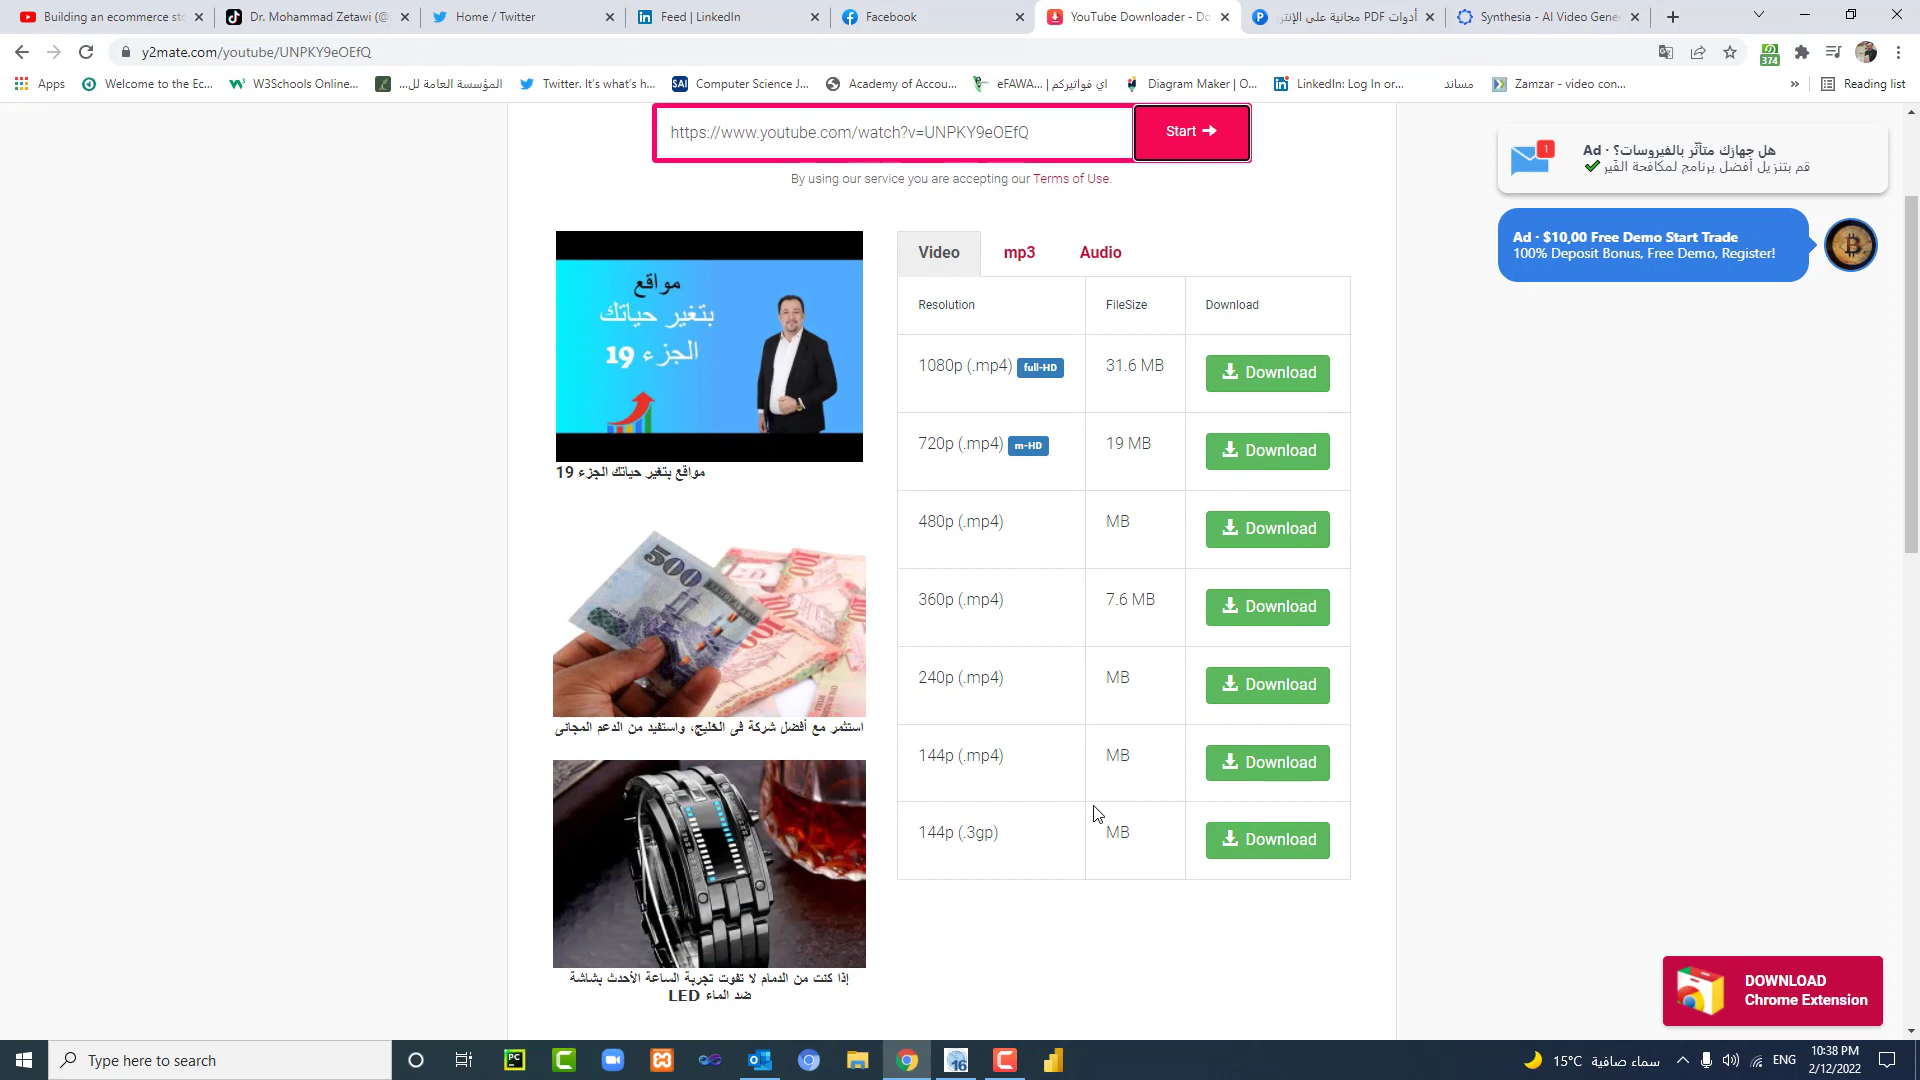 Building an ecommerce sto
Dr. Mohammad Zetawi (@
Home / Twitter
Feed | LinkedIn
Facebook
YouTube Downloader - Do
أدوات PDF مجانية على الإنتر
Synthesia - AI Video Gene
y2mate.com/youtube/UNPKY9eOEfQ
374
Apps
Welcome to the Ec...
W3Schools Online...
المؤسسة العامة لل...
Twitter. It's what's h...
SAI
Computer Science J...
Academy of Accou...
eFAWA... | اي فواتيركم
Diagram Maker | O...
LinkedIn: Log In or...
مساند
Zamzar - video con...
»
Reading list
https://www.youtube.com/watch?v=UNPKY9eOEfQ
Start
By using our service you are accepting our Terms of Use.
1
Ad · هل جهازك متأثّر بالفيروسات؟
قم بتنزيل أفضل برنامج لمكافحة الفير
Ad · $10,00 Free Demo Start Trade
100% Deposit Bonus, Free Demo, Register!
مواقع
بتغير حياتك
الجزء 19
مواقع بتغير حياتك الجزء 19
Video
mp3
Audio
Resolution
FileSize
Download
1080p (.mp4) full-HD
31.6 MB
Download
720p (.mp4) m-HD
19 MB
Download
480p (.mp4)
MB
Download
360p (.mp4)
7.6 MB
Download
240p (.mp4)
MB
Download
144p (.mp4)
MB
Download
144p (.3gp)
MB
Download
500
100
استثمر مع أفضل شركة في الخليج، واستفيد من الدعم المجاني
إذا كنت من الدمام لا تفوت تجربة الساعة الأحدث بشاشة
LED ضد الماء
DOWNLOAD
Chrome Extension
Type here to search
PC
16
15°C سماء صافية
ENG
10:38 PM
2/12/2022